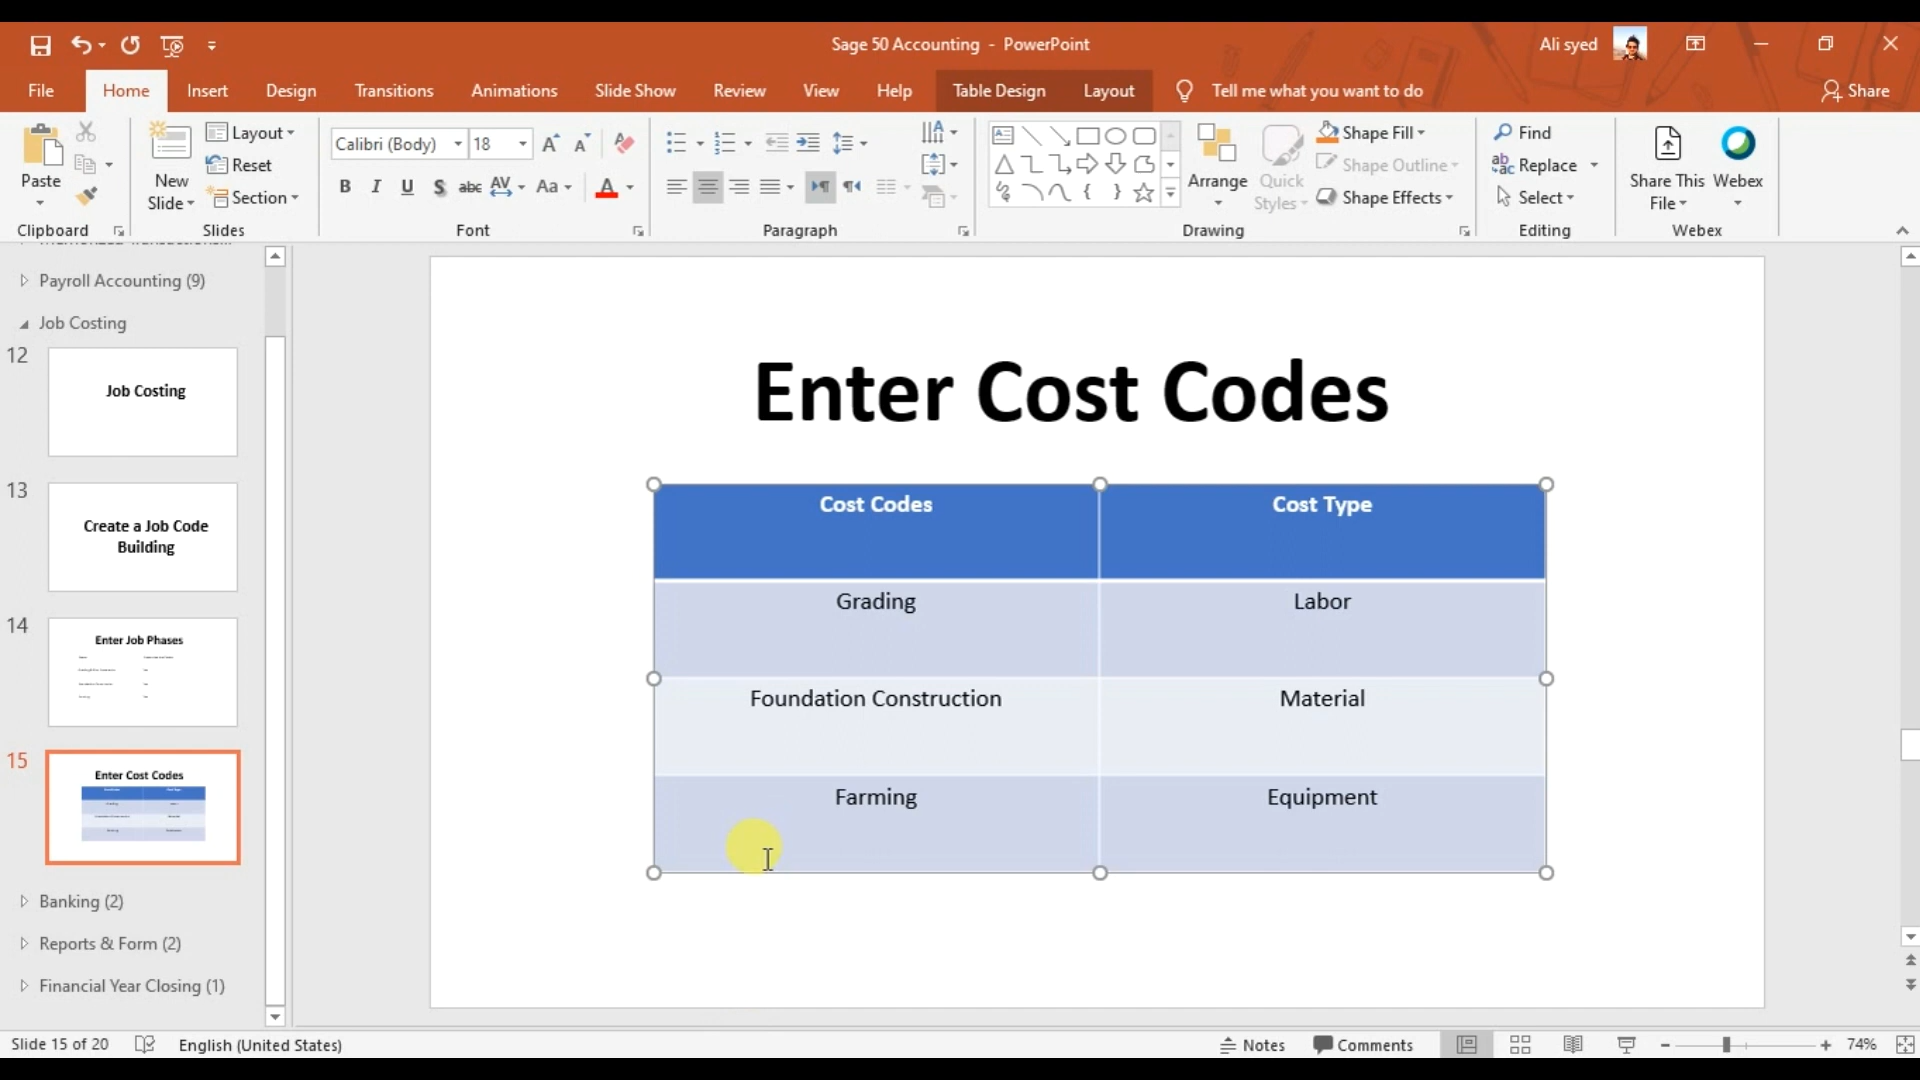 Sage 50 Accounting - PowerPoint
Ali syed
File Home Insert Design Transitions Animations Slide Show Review View Help Table Design Layout Tell me what you want to do Share
Paste
Clipboard
New
Slide
Layout
Reset
Section
Slides
Calibri (Body) 18
B I U S abc AV Aa A
Font
Paragraph
Arrange
Quick
Styles
Shape Fill
Shape Outline
Shape Effects
Drawing
Find
Replace
Select
Editing
Share This
File
Webex
Webex
Payroll Accounting (9)
Job Costing
12
Job Costing
13
Create a Job Code
Building
14
Enter Job Phases
15
Enter Cost Codes
Banking (2)
Reports & Form (2)
Financial Year Closing (1)
Enter Cost Codes
Cost Codes Cost Type
Grading Labor
Foundation Construction Material
Farming Equipment
Slide 15 of 20 English (United States) Notes Comments 74%